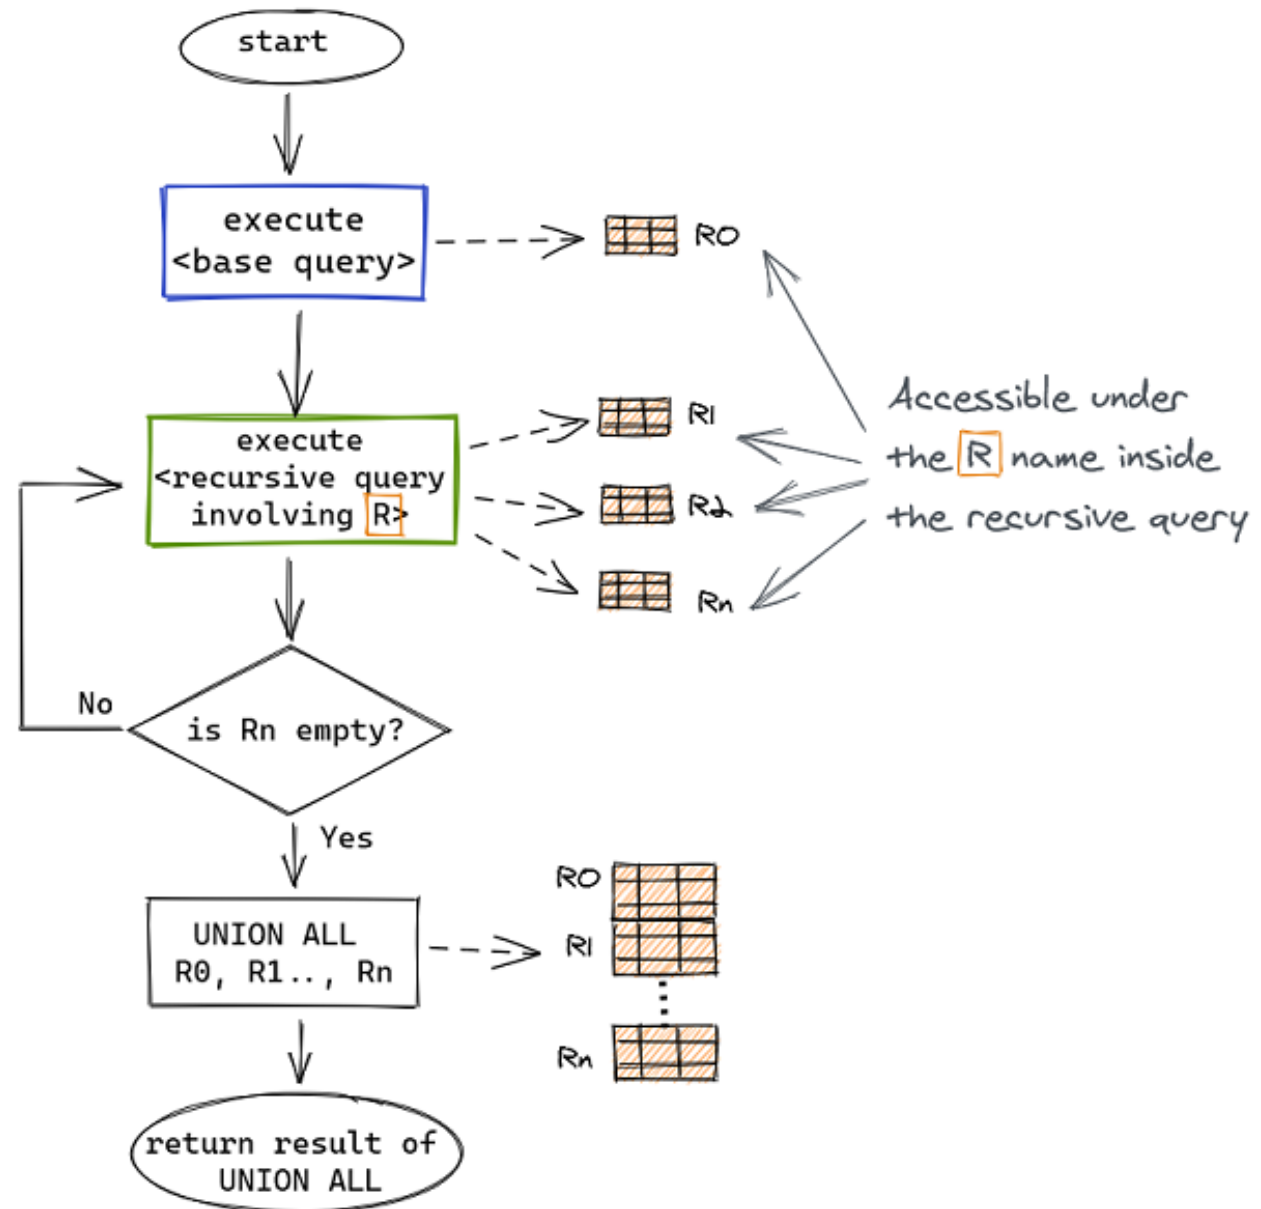 start
execute
<base query>
R0
execute
<recursive query
involving R>
R1
R2
Rn
Accessible under
the R name inside
the recursive query
is Rn empty?
No
Yes
UNION ALL
R0, R1.., Rn
R0
R1
Rn
return result of
UNION ALL